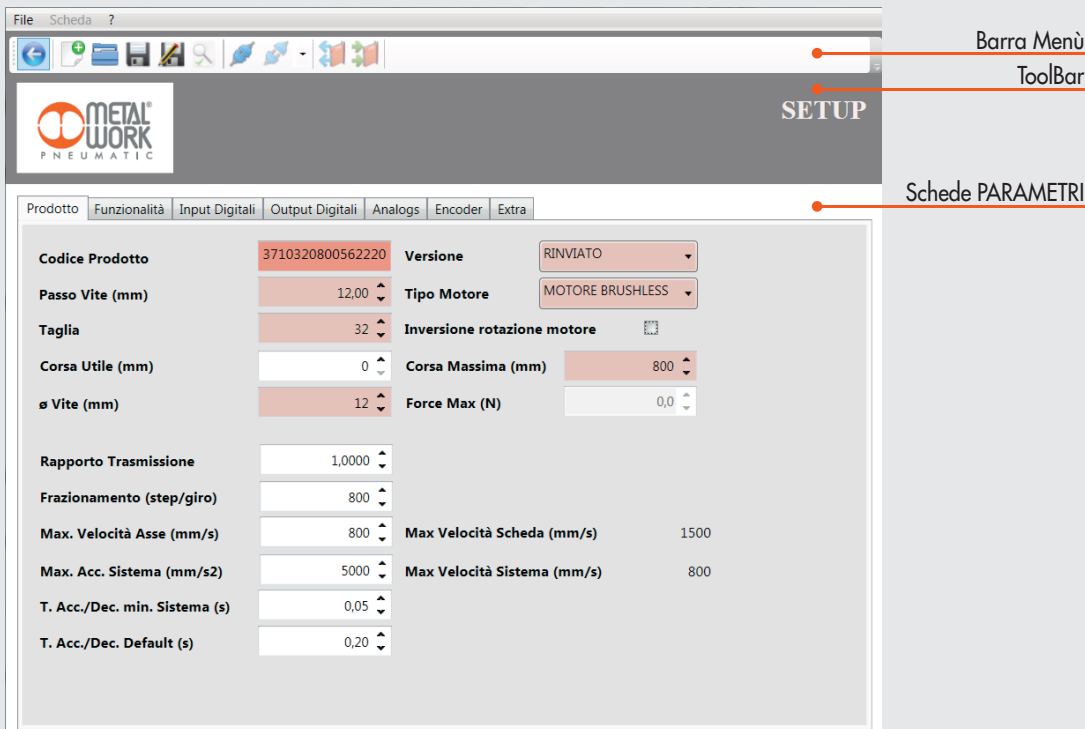 File Scheda ?
Barra Menù
ToolBar
METAL®
WORK
PNEUMATIC
SETUP
Schede PARAMETRI
Prodotto Funzionalità Input Digitali Output Digitali Analogs Encoder Extra
Codice Prodotto 3710320800562220 Versione RINVIATO
Passo Vite (mm) 12,00 Tipo Motore MOTORE BRUSHLESS
Taglia 32 Inversione rotazione motore
Corsa Utile (mm) 0 Corsa Massima (mm) 800
ø Vite (mm) 12 Force Max (N) 0,0
Rapporto Trasmissione 1,0000
Frazionamento (step/giro) 800
Max. Velocità Asse (mm/s) 800 Max Velocità Scheda (mm/s) 1500
Max. Acc. Sistema (mm/s2) 5000 Max Velocità Sistema (mm/s) 800
T. Acc./Dec. min. Sistema (s) 0,05
T. Acc./Dec. Default (s) 0,20